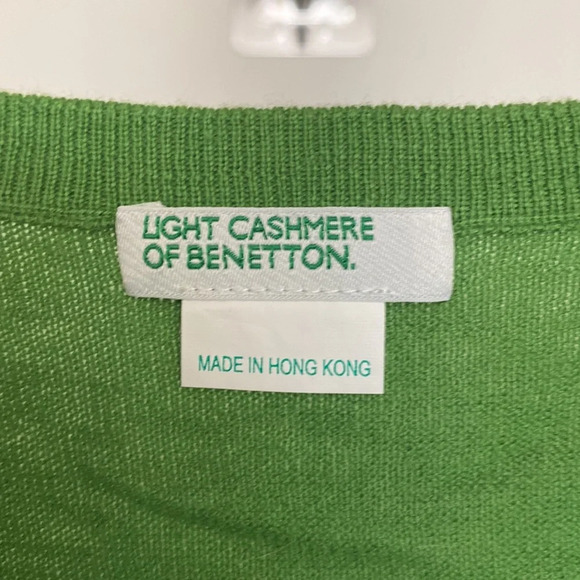 LIGHT CASHMERE
OF BENETTON.
MADE IN HONG KONG